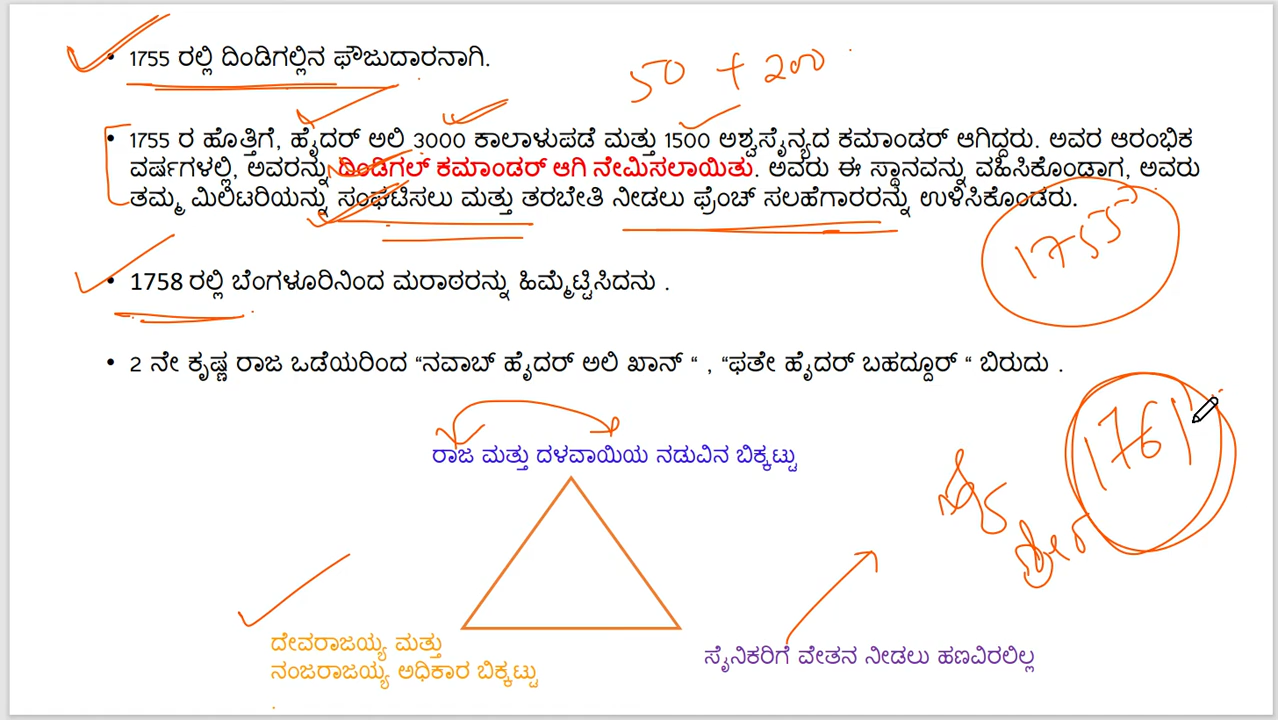 • 1755 ರಲ್ಲಿ ದಿಂಡಿಗಲ್ಲಿನ ಫೌಜುದಾರನಾಗಿ.
50 + 200
• 1755 ರ ಹೊತ್ತಿಗೆ, ಹೈದರ್ ಅಲಿ 3000 ಕಾಲಾಳುಪಡೆ ಮತ್ತು 1500 ಅಶ್ವಸೈನ್ಯದ ಕಮಾಂಡರ್ ಆಗಿದ್ದರು. ಅವರ ಆರಂಭಿಕ
ವರ್ಷಗಳಲ್ಲಿ, ಅವರನ್ನು ದಿಂಡಿಗಲ್ ಕಮಾಂಡರ್ ಆಗಿ ನೇಮಿಸಲಾಯಿತು. ಅವರು ಈ ಸ್ಥಾನವನ್ನು ವಹಿಸಿಕೊಂಡಾಗ, ಅವರು
ತಮ್ಮ ಮಿಲಿಟರಿಯನ್ನು ಸಂಘಟಿಸಲು ಮತ್ತು ತರಬೇತಿ ನೀಡಲು ಫ್ರೆಂಚ್ ಸಲಹೆಗಾರರನ್ನು ಉಳಿಸಿಕೊಂಡರು.
1755
• 1758 ರಲ್ಲಿ ಬೆಂಗಳೂರಿನಿಂದ ಮರಾಠರನ್ನು ಹಿಮ್ಮೆಟ್ಟಿಸಿದನು .
• 2 ನೇ ಕೃಷ್ಣ ರಾಜ ಒಡೆಯರಿಂದ “ನವಾಬ್ ಹೈದರ್ ಅಲಿ ಖಾನ್ “ , “ಫತೇ ಹೈದರ್ ಬಹದ್ದೂರ್ “ ಬಿರುದು .
1761
ರಾಜ ಮತ್ತು ದಳವಾಯಿಯ ನಡುವಿನ ಬಿಕ್ಕಟ್ಟು
ದೇವರಾಜಯ್ಯ ಮತ್ತು
ನಂಜರಾಜಯ್ಯ ಅಧಿಕಾರ ಬಿಕ್ಕಟ್ಟು
ಸೈನಿಕರಿಗೆ ವೇತನ ನೀಡಲು ಹಣವಿರಲಿಲ್ಲ